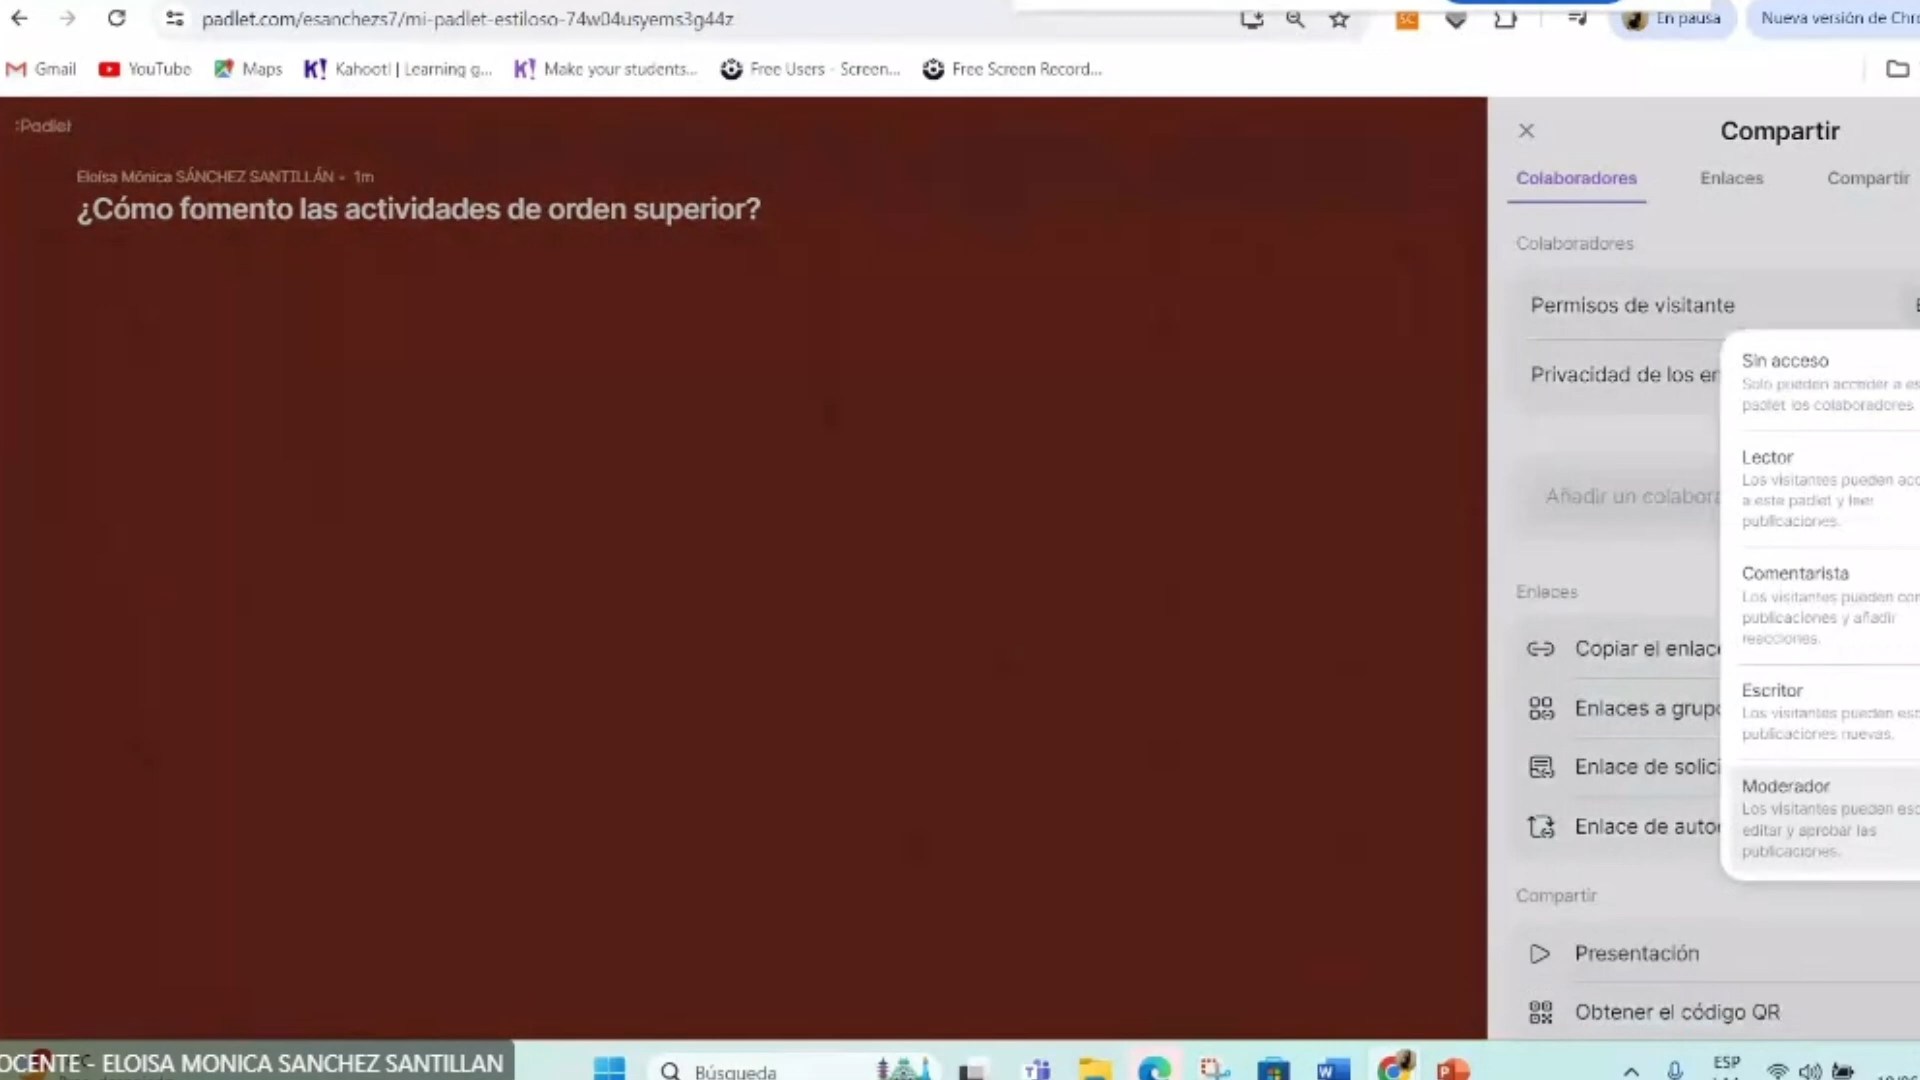 padlet.com/esanchezs7/mi-padlet-estiloso-74w04usyems3g44z
En pausa
Nueva versión de Chr
Gmail
YouTube
Maps
Kahoot! | Learning g...
Make your students...
Free Users - Screen...
Free Screen Record...
:Padlet
Eloísa Mónica SÁNCHEZ SANTILLÁN • 1m
¿Cómo fomento las actividades de orden superior?
Compartir
Colaboradores
Enlaces
Compartir
Colaboradores
Permisos de visitante
Privacidad de los en
Sin acceso
Solo pueden acceder a es
padlet los colaboradores
Lector
Los visitantes pueden acc
a este padlet y leer
publicaciones.
Añadir un colabora
Comentarista
Los visitantes pueden com
publicaciones y añadir
reacciones.
Enlaces
Copiar el enlace
Enlaces a grupo
Enlace de solici
Enlace de auto
Escritor
Los visitantes pueden esc
publicaciones nuevas.
Moderador
Los visitantes pueden esc
editar y aprobar las
publicaciones.
Compartir
Presentación
Obtener el código QR
OCENTE - ELOISA MONICA SANCHEZ SANTILLAN
Búsqueda
ESP